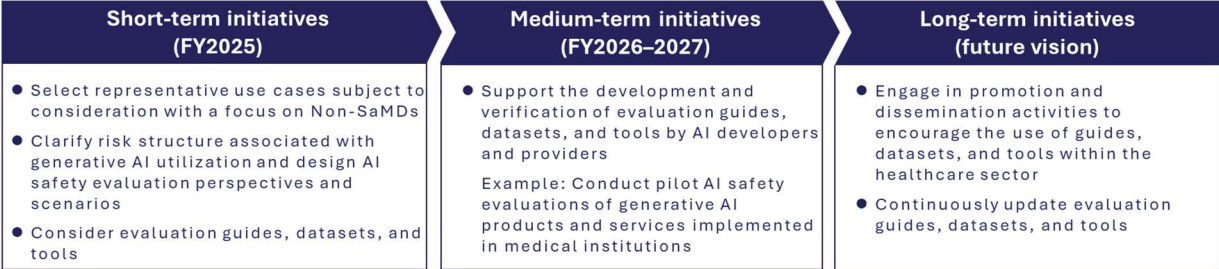 Short-term initiatives
(FY2025)
● Select representative use cases subject to
consideration with a focus on Non-SaMDs
● Clarify risk structure associated with
generative AI utilization and design AI
safety evaluation perspectives and
scenarios
● Consider evaluation guides, datasets, and
tools
Medium-term initiatives
(FY2026–2027)
● Support the development and
verification of evaluation guides,
datasets, and tools by AI developers
and providers
Example: Conduct pilot AI safety
evaluations of generative AI
products and services implemented
in medical institutions
Long-term initiatives
(future vision)
● Engage in promotion and
dissemination activities to
encourage the use of guides,
datasets, and tools within the
healthcare sector
● Continuously update evaluation
guides, datasets, and tools